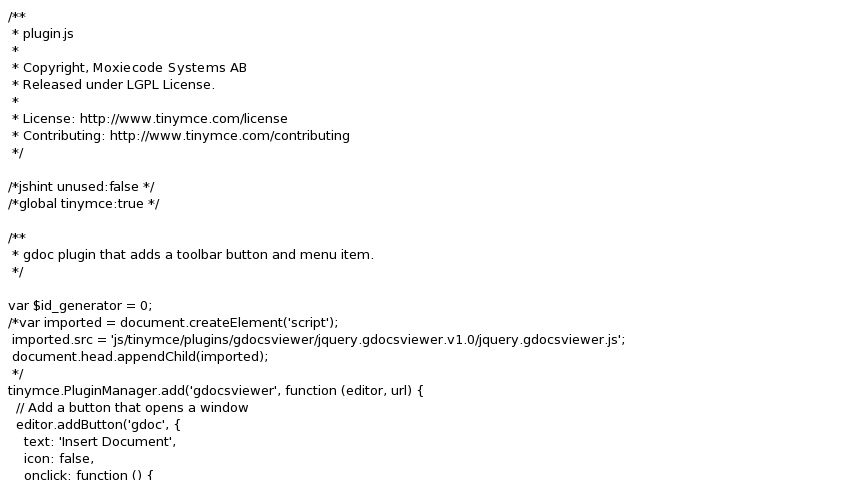 /**
 * plugin.js
 *
 * Copyright, Moxiecode Systems AB
 * Released under LGPL License.
 *
 * License: http://www.tinymce.com/license
 * Contributing: http://www.tinymce.com/contributing
 */

/*jshint unused:false */
/*global tinymce:true */

/**
 * gdoc plugin that adds a toolbar button and menu item.
 */

var $id_generator = 0;
/*var imported = document.createElement('script');
 imported.src = 'js/tinymce/plugins/gdocsviewer/jquery.gdocsviewer.v1.0/jquery.gdocsviewer.js';
 document.head.appendChild(imported);
 */
tinymce.PluginManager.add('gdocsviewer', function (editor, url) {
  // Add a button that opens a window
  editor.addButton('gdoc', {
    text: 'Insert Document',
    icon: false,
    onclick: function () {